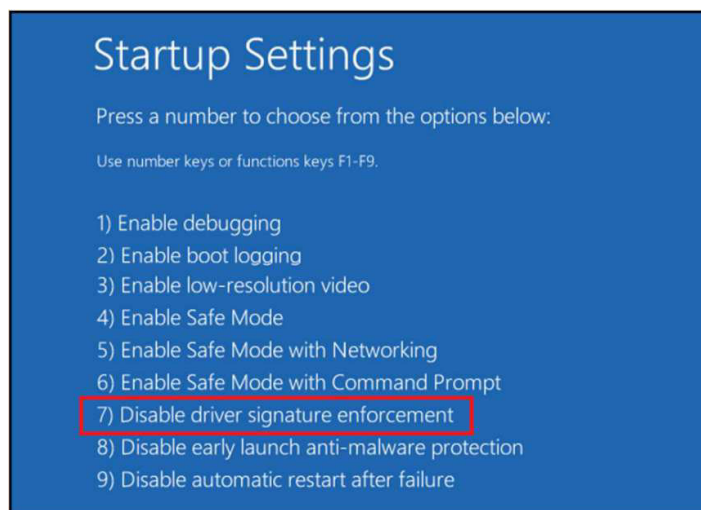 Startup Settings
Press a number to choose from the options below:
Use number keys or functions keys F1-F9.
1) Enable debugging
2) Enable boot logging
3) Enable low-resolution video
4) Enable Safe Mode
5) Enable Safe Mode with Networking
6) Enable Safe Mode with Command Prompt
7) Disable driver signature enforcement
8) Disable early launch anti-malware protection
9) Disable automatic restart after failure